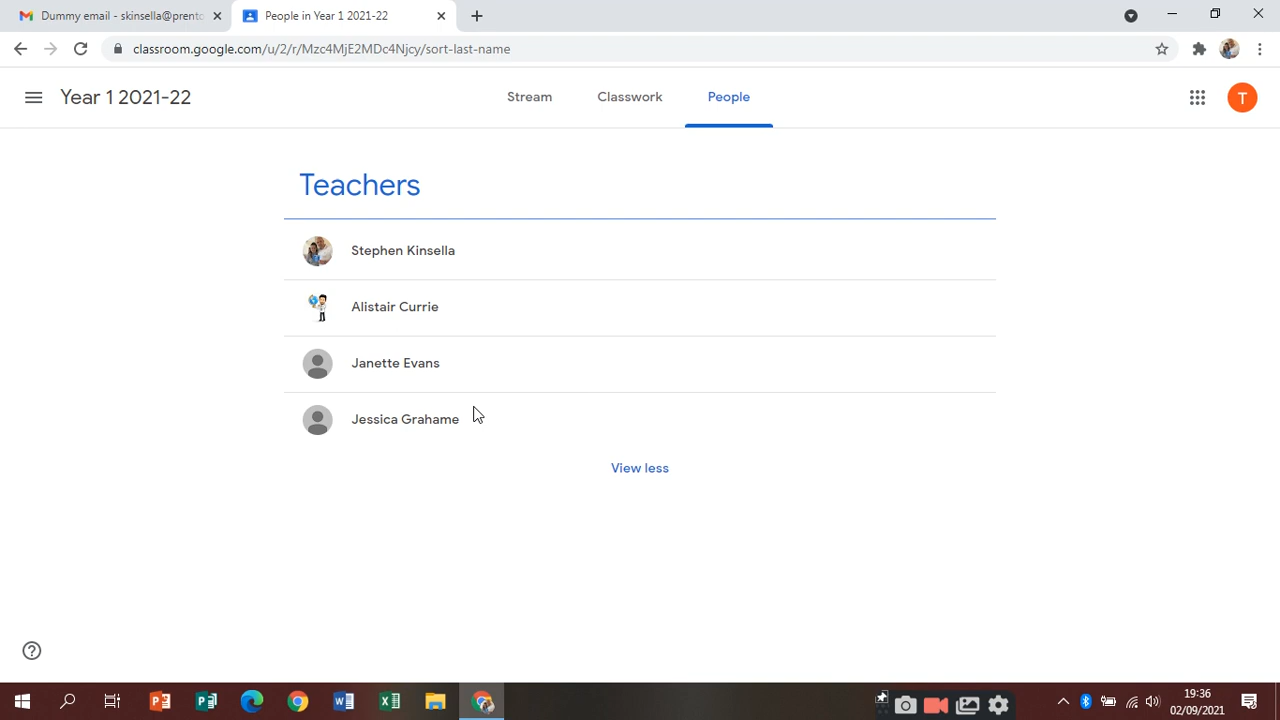 Dummy email - skinsella@prento
People in Year 1 2021-22
classroom.google.com/u/2/r/Mzc4MjE2MDc4Njcy/sort-last-name
Year 1 2021-22
Stream
Classwork
People
T
Teachers
Stephen Kinsella
Alistair Currie
Janette Evans
Jessica Grahame
View less
19:36
02/09/2021